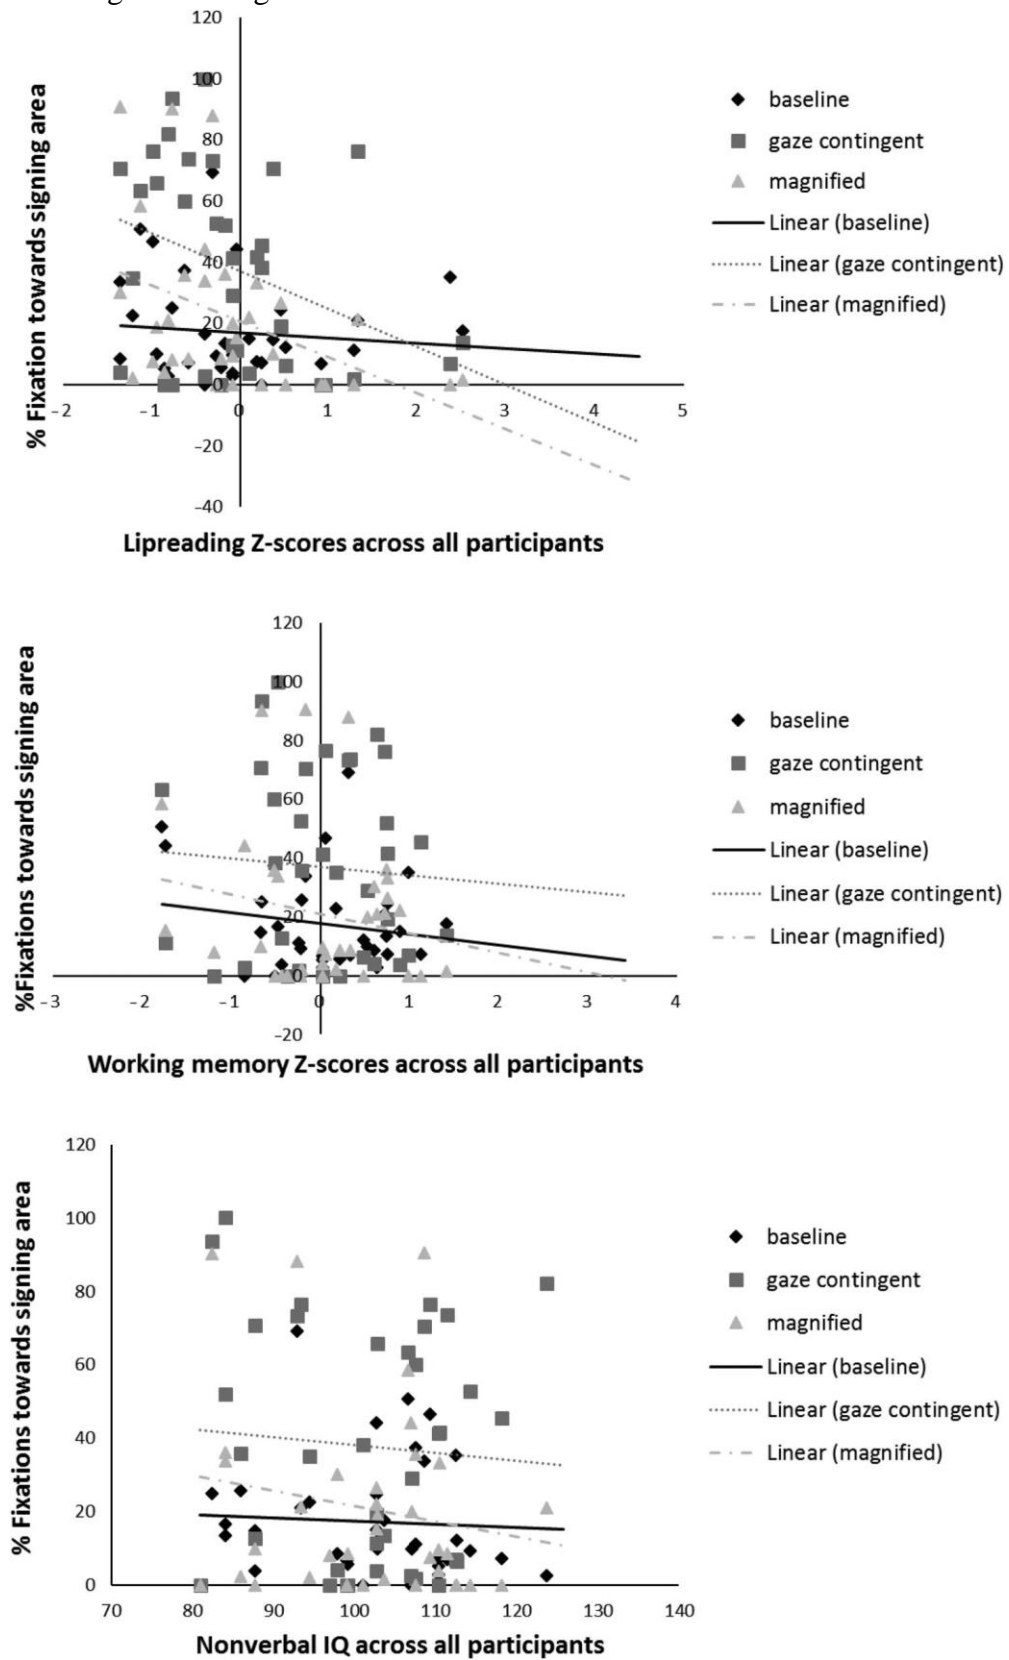 120
100
80
60
40
20
0
-20
-40
-2 -1 0 1 2 3 4 5
% Fixation towards signing area
Lipreading Z-scores across all participants
baseline
gaze contingent
magnified
Linear (baseline)
Linear (gaze contingent)
Linear (magnified)
120
100
80
60
40
20
0
-20
-3 -2 -1 0 1 2 3 4
%Fixations towards signing area
Working memory Z-scores across all participants
baseline
gaze contingent
magnified
Linear (baseline)
Linear (gaze contingent)
Linear (magnified)
120
100
80
60
40
20
0
70 80 90 100 110 120 130 140
% Fixations towards signing area
Nonverbal IQ across all participants
baseline
gaze contingent
magnified
Linear (baseline)
Linear (gaze contingent)
Linear (magnified)